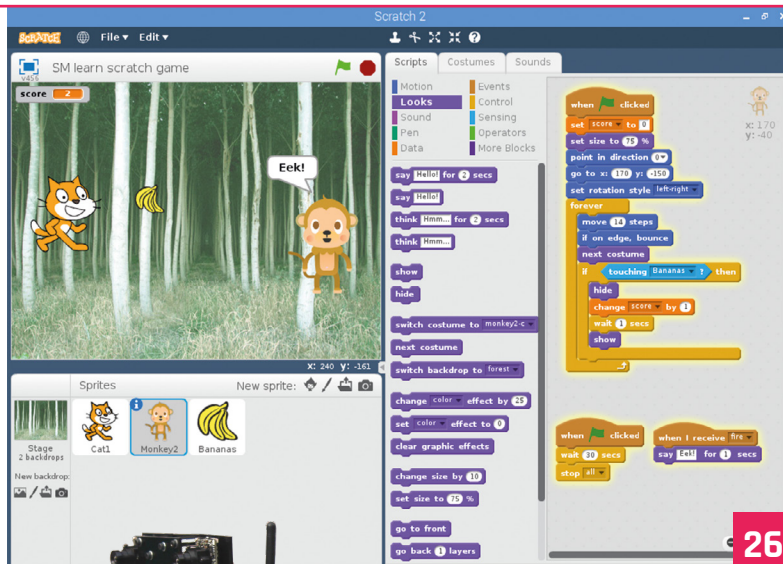 Scratch 2
SCRATCH File▾ Edit▾
v456 SM learn scratch game
score 2
Eek!
X: 240 Y: -161
Sprites New sprite:
Stage
2 backdrops
New backdrop:
Cat1
Monkey2
Bananas
Scripts Costumes Sounds
Motion Events
Looks Control
Sound Sensing
Pen Operators
Data More Blocks
say Hello! for 2 secs
say Hello!
think Hmm... for 2 secs
think Hmm...
show
hide
switch costume to monkey2-c
next costume
switch backdrop to forest
change color effect by 25
set color effect to 0
clear graphic effects
change size by 10
set size to 75 %
go to front
go back 1 layers
x: 170
y: -40
when clicked
set score to 0
set size to 75 %
point in direction 0▾
go to x: 170 y: -150
set rotation style left-right
forever
move 14 steps
if on edge, bounce
next costume
if touching Bananas ? then
hide
change score by 1
wait 1 secs
show
when clicked
wait 30 secs
stop all
when I receive fire
say Eek! for 1 secs
26